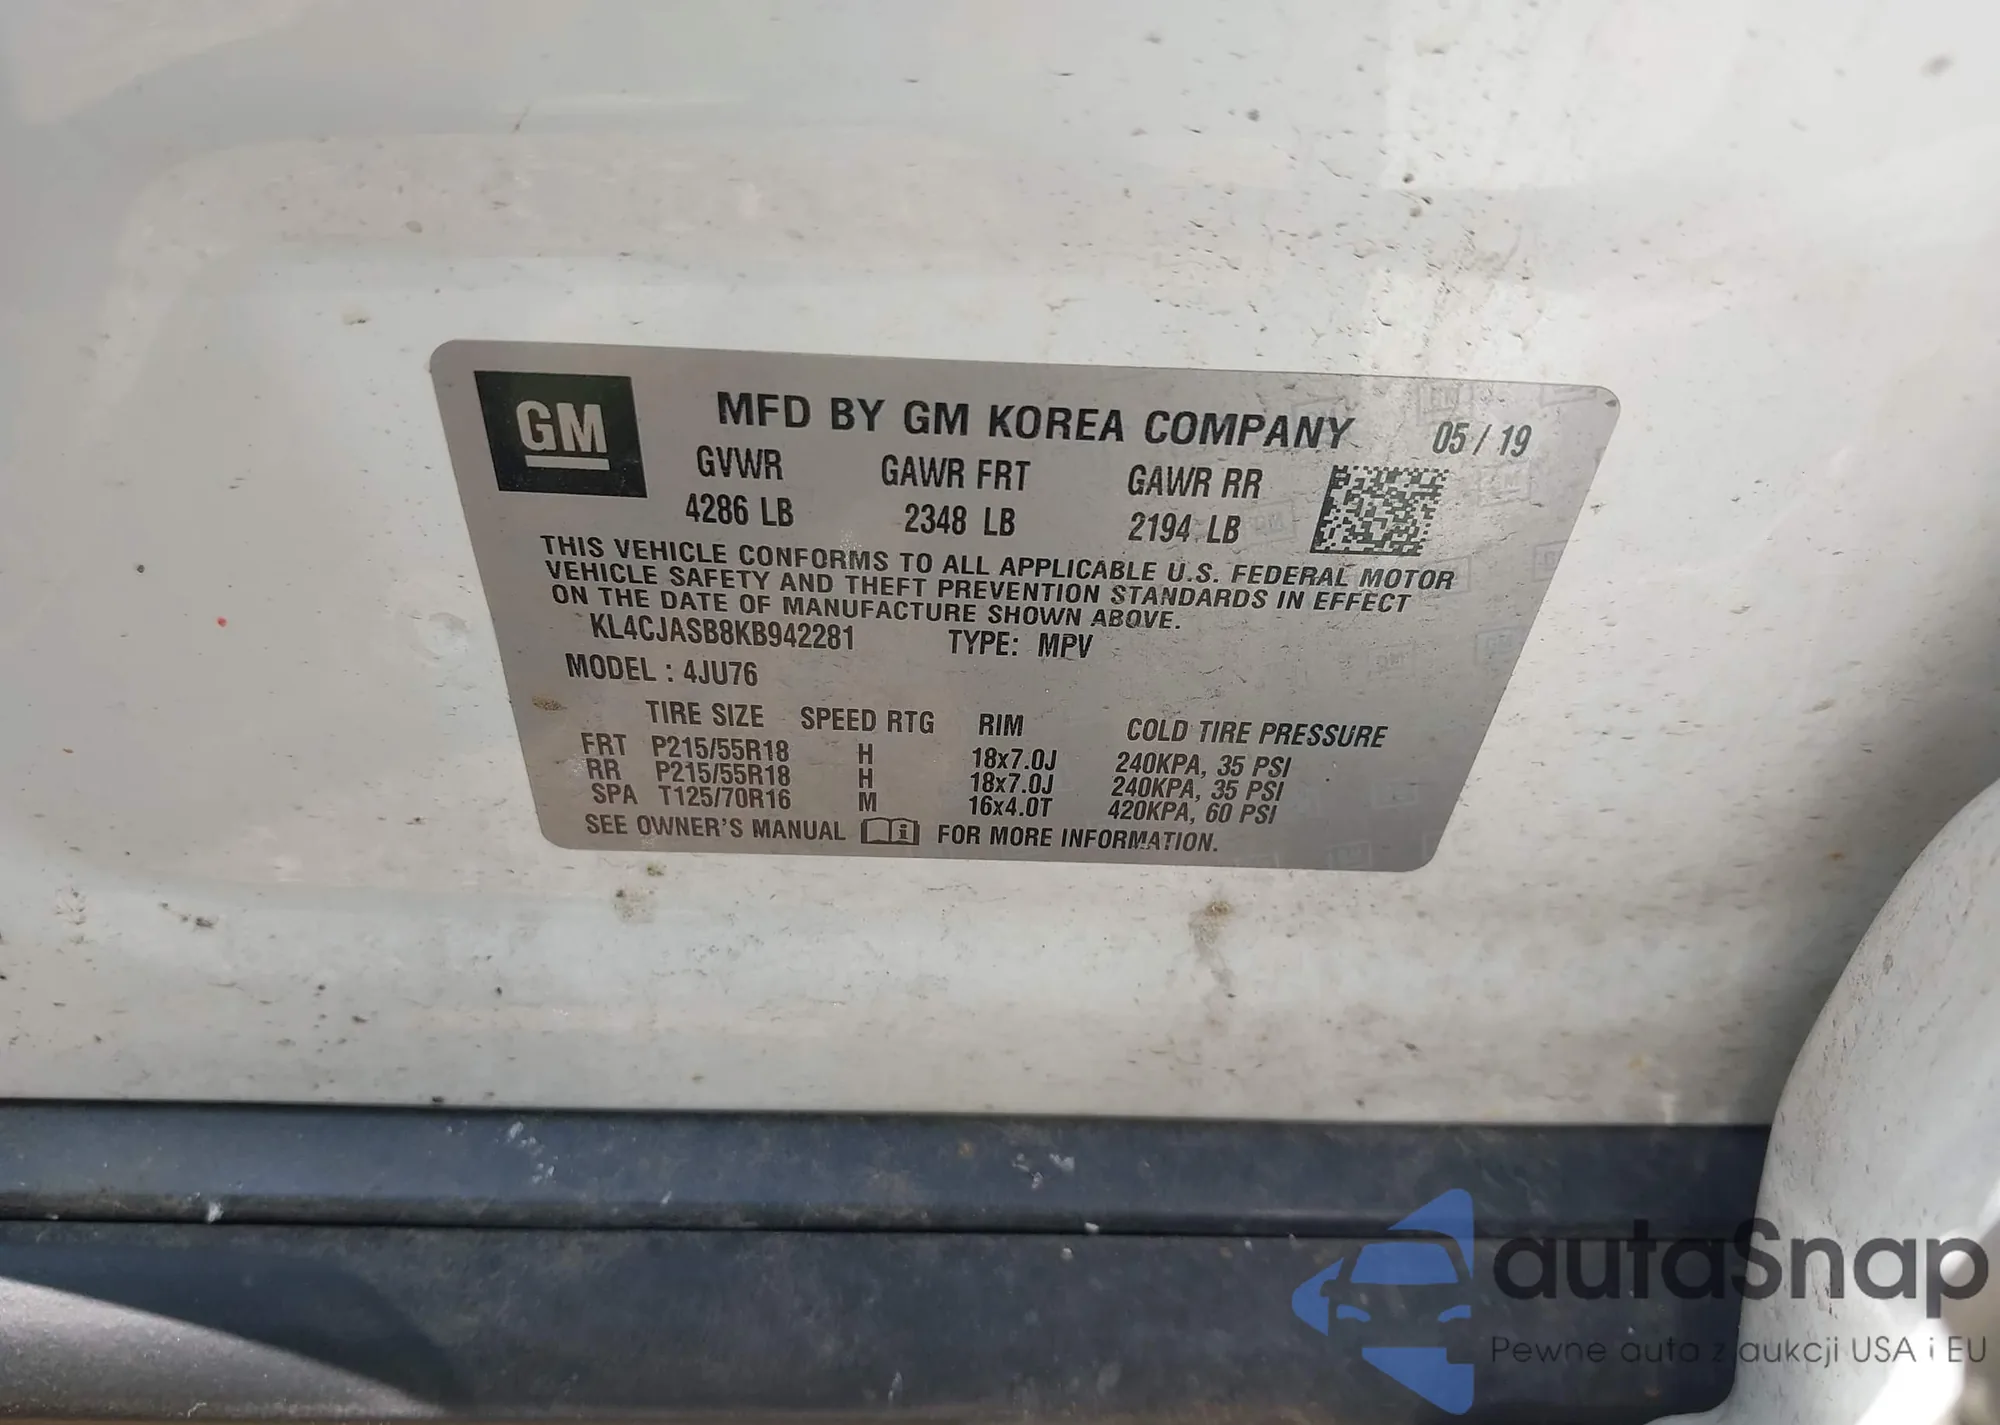 GM
MFD BY GM KOREA COMPANY 05 / 19
GVWR GAWR FRT GAWR RR
4286 LB 2348 LB 2194 LB
THIS VEHICLE CONFORMS TO ALL APPLICABLE U.S. FEDERAL MOTOR
VEHICLE SAFETY AND THEFT PREVENTION STANDARDS IN EFFECT
ON THE DATE OF MANUFACTURE SHOWN ABOVE.
KL4CJASB8KB942281 TYPE: MPV
MODEL : 4JU76
TIRE SIZE SPEED RTG RIM COLD TIRE PRESSURE
FRT P215/55R18 H 18x7.0J 240KPA, 35 PSI
RR P215/55R18 H 18x7.0J 240KPA, 35 PSI
SPA T125/70R16 M 16x4.0T 420KPA, 60 PSI
SEE OWNER'S MANUAL i FOR MORE INFORMATION.
autaSnap
Pewne auta z aukcji USA i EU